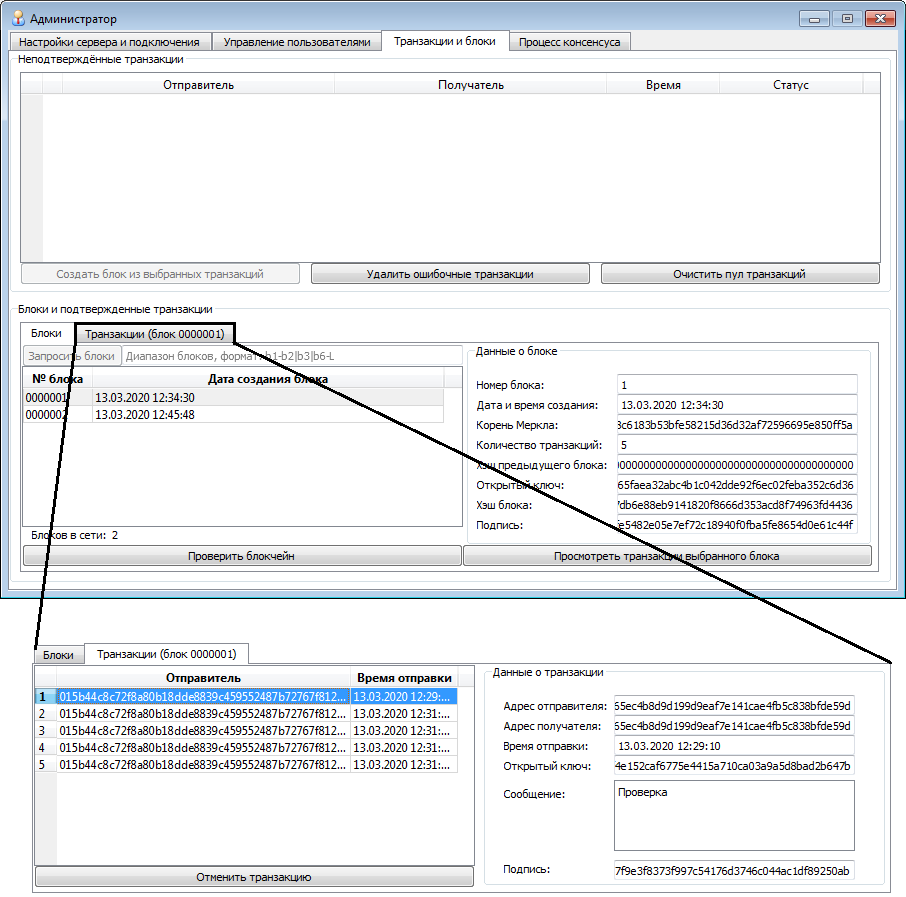 Администратор
Настройки сервера и подключения Управление пользователями Транзакции и блоки Процесс консенсуса
Неподтверждённые транзакции
Отправитель Получатель Время Статус
Создать блок из выбранных транзакций Удалить ошибочные транзакции Очистить пул транзакций
Блоки и подтвержденные транзакции
Блоки Транзакции (блок 0000001)
Запросить блоки Диапазон блоков, формат: b1-b2|b3|b6-L
№ блока Дата создания блока
0000001 13.03.2020 12:34:30
0000002 13.03.2020 12:45:48
Блоков в сети: 2
Проверить блокчейн
Данные о блоке
Номер блока: 1
Дата и время создания: 13.03.2020 12:34:30
Корень Меркла: 3c6183b53bfe58215d36d32af72596695e850ff5a
Количество транзакций: 5
Хэш предыдущего блока:
Открытый ключ: 65faea32abc4b1c042dde92f6ec02feba352c6d36
Хэш блока: 7db6e88eb9141820f8666d353acd8f74963fd4436
Подпись: fe5482e05e7ef72c18940f0fba5fe8654d0e61c44f
Просмотреть транзакции выбранного блока
Блоки Транзакции (блок 0000001)
Отправитель Время отправки
1 015b44c8c72f8a80b18dde8839c459552487b72767f812... 13.03.2020 12:29:...
2 015b44c8c72f8a80b18dde8839c459552487b72767f812... 13.03.2020 12:31:...
3 015b44c8c72f8a80b18dde8839c459552487b72767f812... 13.03.2020 12:31:...
4 015b44c8c72f8a80b18dde8839c459552487b72767f812... 13.03.2020 12:31:...
5 015b44c8c72f8a80b18dde8839c459552487b72767f812... 13.03.2020 12:31:...
Отменить транзакцию
Данные о транзакции
Адрес отправителя: 65ec4b8d9d199d9eaf7e141cae4fb5c838bfde59d
Адрес получателя: 65ec4b8d9d199d9eaf7e141cae4fb5c838bfde59d
Время отправки: 13.03.2020 12:29:10
Открытый ключ: 4e152caf6775e4415a710ca03a9a5d8bad2b647b
Сообщение: Проверка
Подпись: 7f9e3f8373f997c54176d3746c044ac1df89250ab